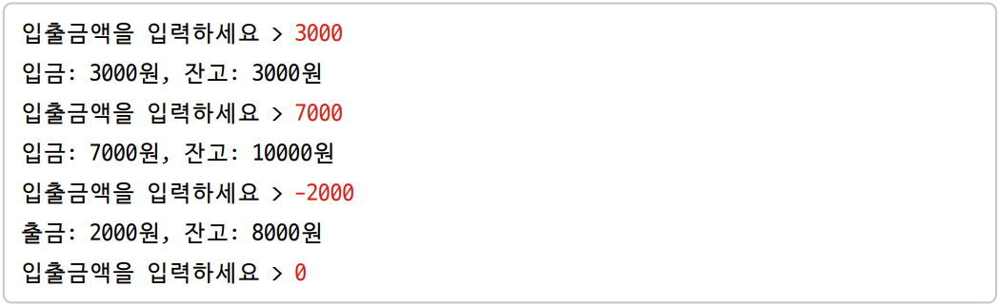 입출금액을 입력하세요 > 3000
입금: 3000원, 잔고: 3000원
입출금액을 입력하세요 > 7000
입금: 7000원, 잔고: 10000원
입출금액을 입력하세요 > -2000
출금: 2000원, 잔고: 8000원
입출금액을 입력하세요 > 0